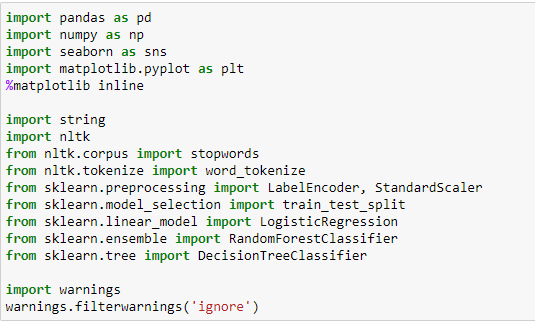 import pandas as pd
import numpy as np
import seaborn as sns
import matplotlib.pyplot as plt
%matplotlib inline
import string
import nltk
from nltk.corpus import stopwords
from nltk.tokenize import word_tokenize
from sklearn.preprocessing import LabelEncoder, StandardScaler
from sklearn.model_selection import train_test_split
from sklearn.linear_model import LogisticRegression
from sklearn.ensemble import RandomForestClassifier
from sklearn.tree import DecisionTreeClassifier
import warnings
warnings.filterwarnings('ignore')